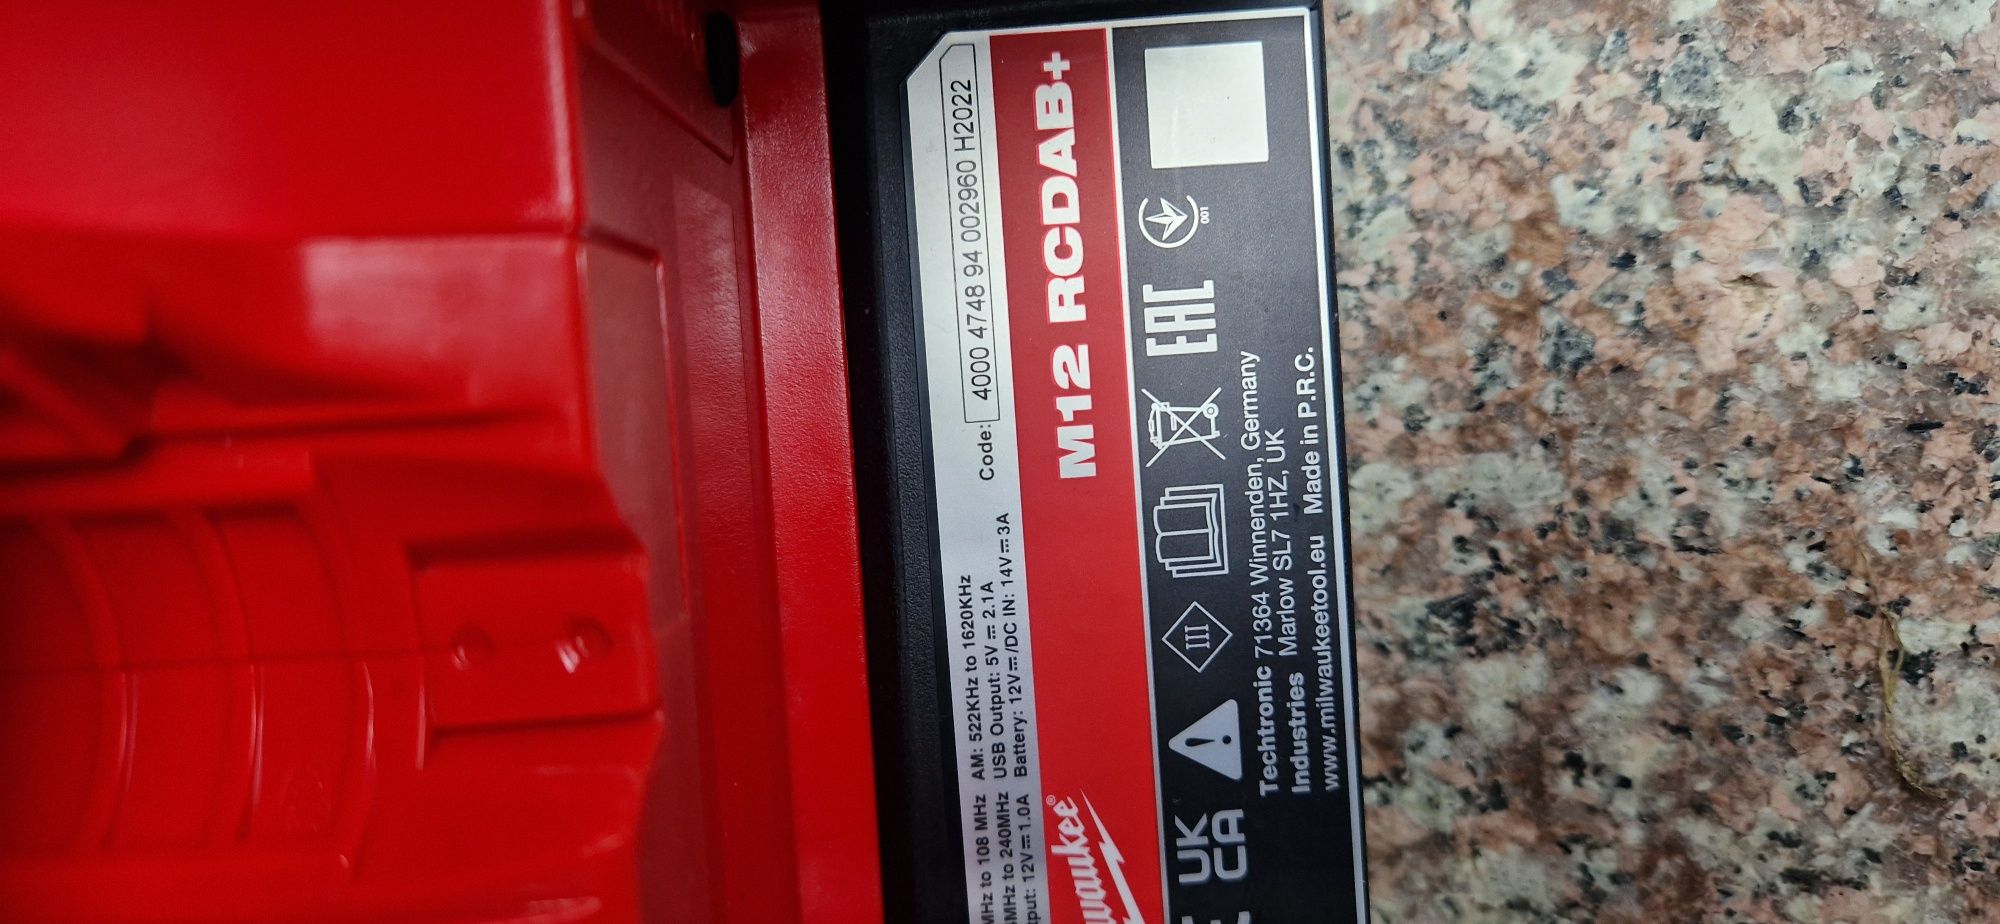 MHz to 108 MHz AM: 522KHz to 1620KHz
MHz to 240MHz USB Output: 5V 2.1A
12V 1.0A Battery: 12V /DC IN: 14V 3A
Code: 4000 4748 94 002960 H2022
M12 RCDAB+
UK
CA
III
EAC
001
Techtronic 71364 Winnenden, Germany
Industries Marlow SL7 1HZ, UK
www.milwaukeetool.eu Made in P.R.C.